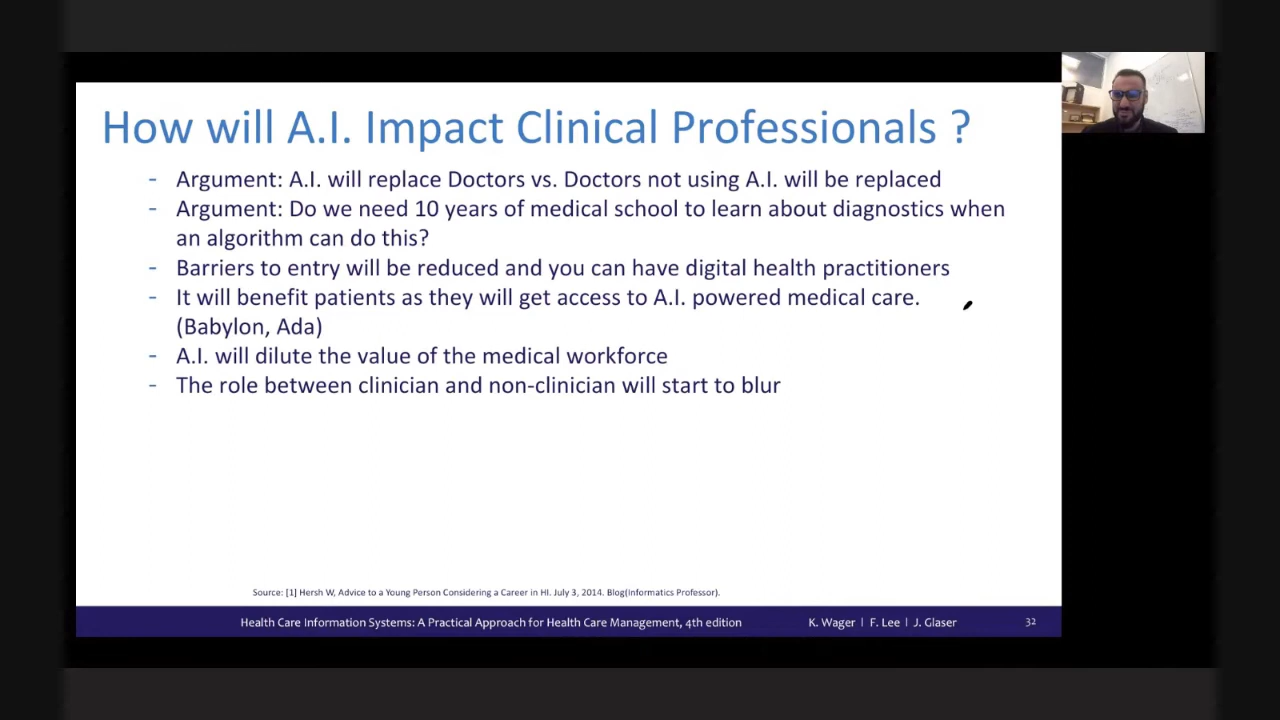 How will A.I. Impact Clinical Professionals ?
- Argument: A.I. will replace Doctors vs. Doctors not using A.I. will be replaced
- Argument: Do we need 10 years of medical school to learn about diagnostics when
an algorithm can do this?
- Barriers to entry will be reduced and you can have digital health practitioners
- It will benefit patients as they will get access to A.I. powered medical care.
(Babylon, Ada)
- A.I. will dilute the value of the medical workforce
- The role between clinician and non-clinician will start to blur
Source: [1] Hersh W, Advice to a Young Person Considering a Career in HI. July 3, 2014. Blog(Informatics Professor).
Health Care Information Systems: A Practical Approach for Health Care Management, 4th edition K. Wager | F. Lee | J. Glaser 32